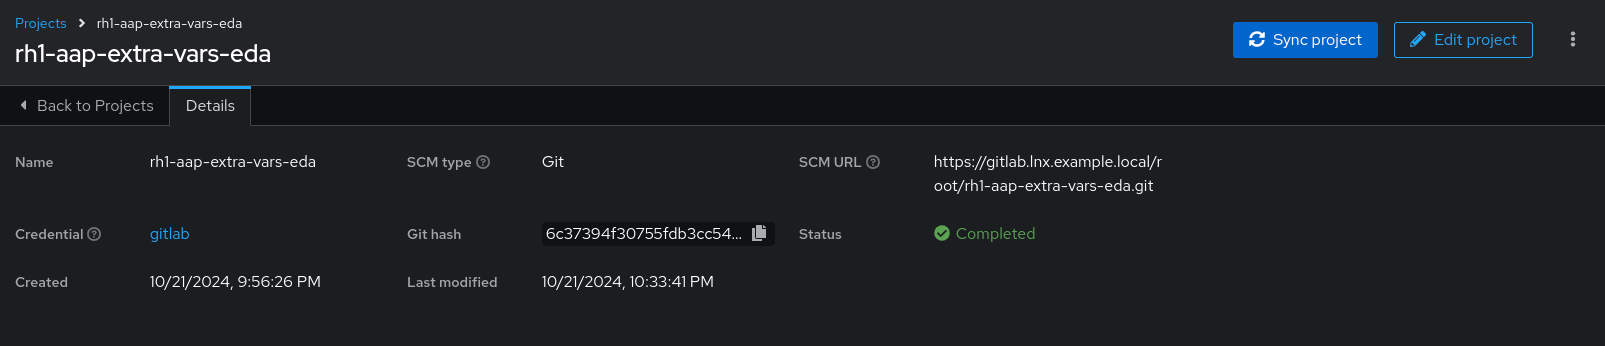 Projects > rh1-aap-extra-vars-eda
rh1-aap-extra-vars-eda
Sync project
Edit project
Back to Projects
Details
Name
rh1-aap-extra-vars-eda
SCM type
Git
SCM URL
https://gitlab.lnx.example.local/r
oot/rh1-aap-extra-vars-eda.git
Credential
gitlab
Git hash
6c37394f30755fdb3cc54...
Status
Completed
Created
10/21/2024, 9:56:26 PM
Last modified
10/21/2024, 10:33:41 PM